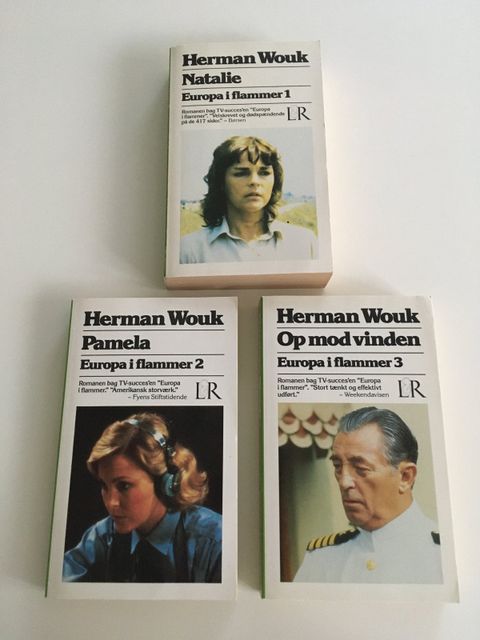 Herman Wouk
Natalie
Europa i flammer 1
Romanen bag TV-succes'en "Europa
i flammer". "Velskrevet og dødspændende
på de 417 sider." – Børsen
LR
Herman Wouk
Pamela
Europa i flammer 2
Romanen bag TV-succes'en "Europa
i flammer." "Amerikansk storværk."
– Fyens Stiftstidende
LR
Herman Wouk
Op mod vinden
Europa i flammer 3
Romanen bag TV-succes'en "Europa
i flammer". "Stort tænkt og effektivt
udført." – Weekendavisen
LR